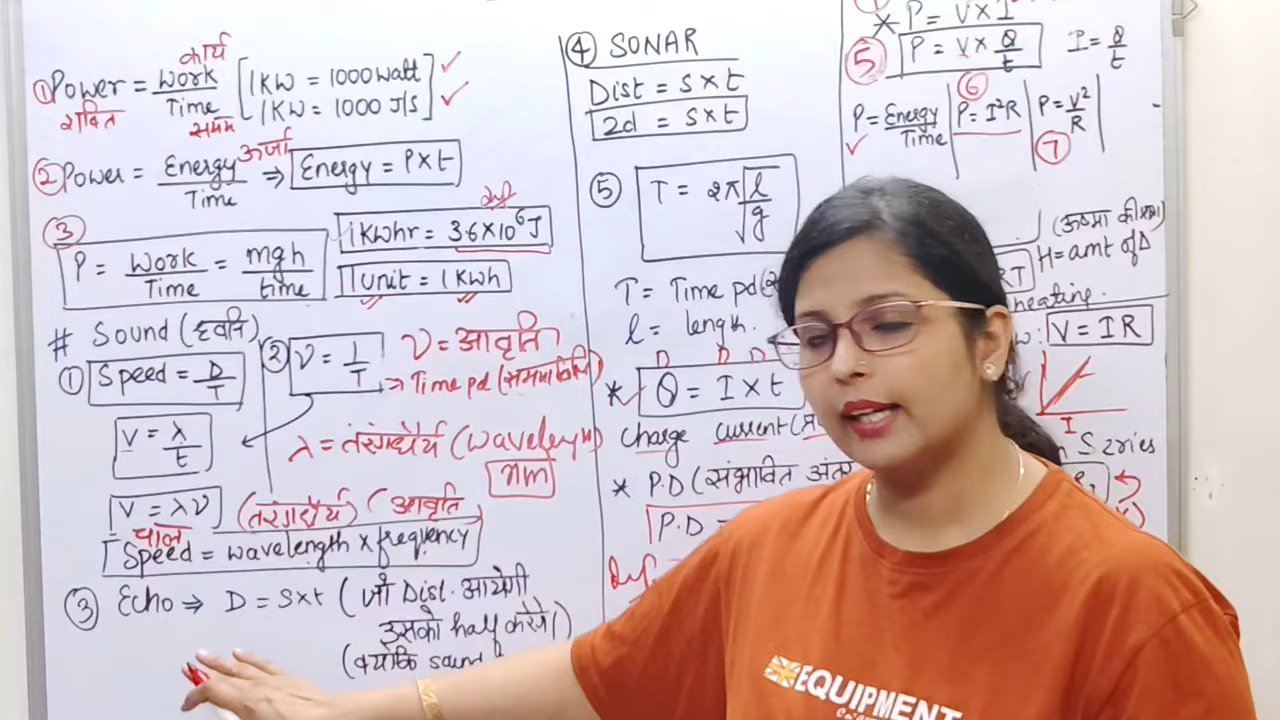 ① Power = Work / Time [1KW = 1000 watt
1KW = 1000 J/S]
कार्य
शक्ति
समय
② Power = Energy / Time ⇒ Energy = P×t
ऊर्जा
③ P = Work / Time = mgh / time
1KWhr = 3.6×10⁶ J
1 Unit = 1 KWh
# Sound (ध्वनि)
① Speed = D / T
② ν = 1 / T
ν = आवृति
→ Time pd
V = λ / t
λ = तरंगदैर्य
nm
V = λν (तरंगदैर्य) (आवृति
चाल
Speed = wavelength × frequency
③ Echo ⇒ D = S×t (जो Dist. आयेगी
इसको half करेंगे)
(क्योंकि sound
④ SONAR
Dist = S×t
2d = S×t
⑤ T = 2π√l/g
T = Time pd
l = length.
* Q = I×t
charge current
* P.D (संभावित अंतर
P.D =
* P = V×I
⑤ P = V × Q / t
I = Q / t
P = Energy / Time
⑥ P = I²R
P = V² / R
⑦
RT
H = amt of Δ
heating.
V = IR
I
Series
EQUIPMENT